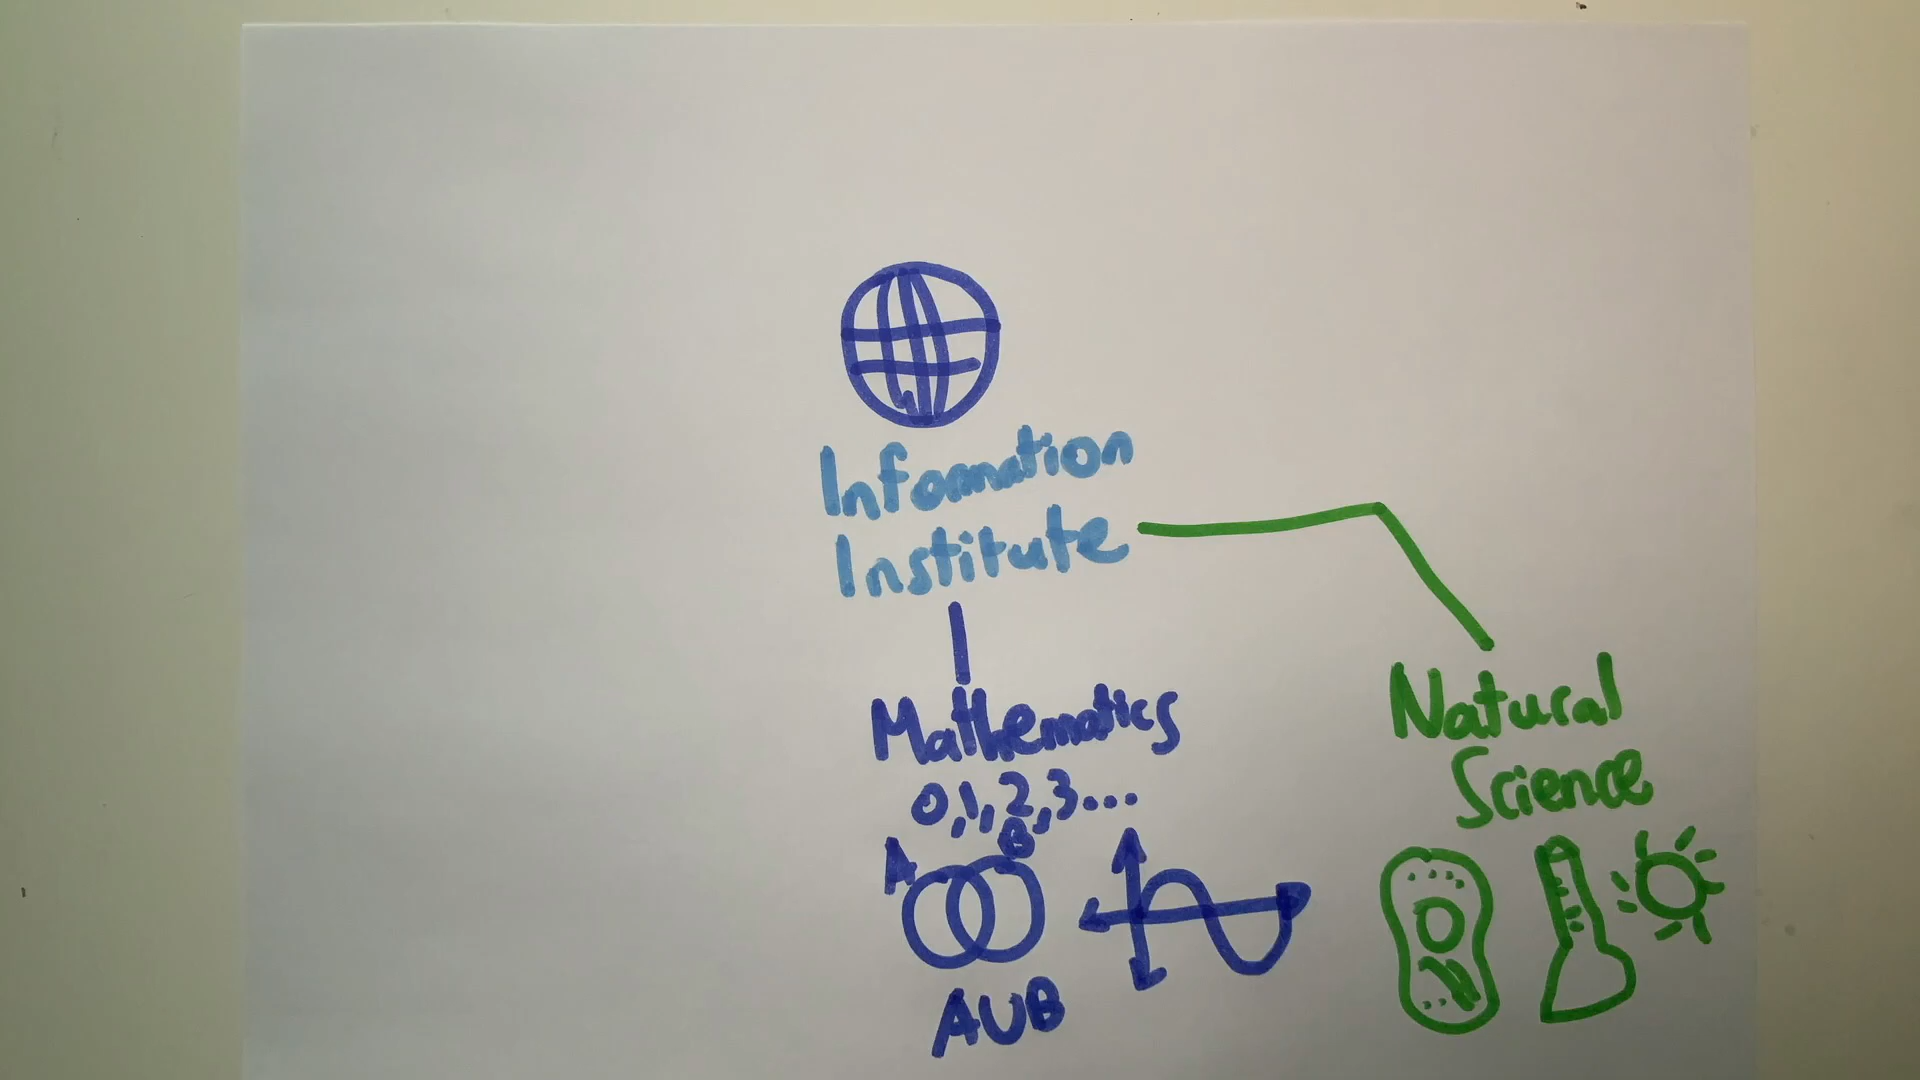 Information
Institute
Mathematics
0,1,2,3...
A B
AUB
Natural
Science